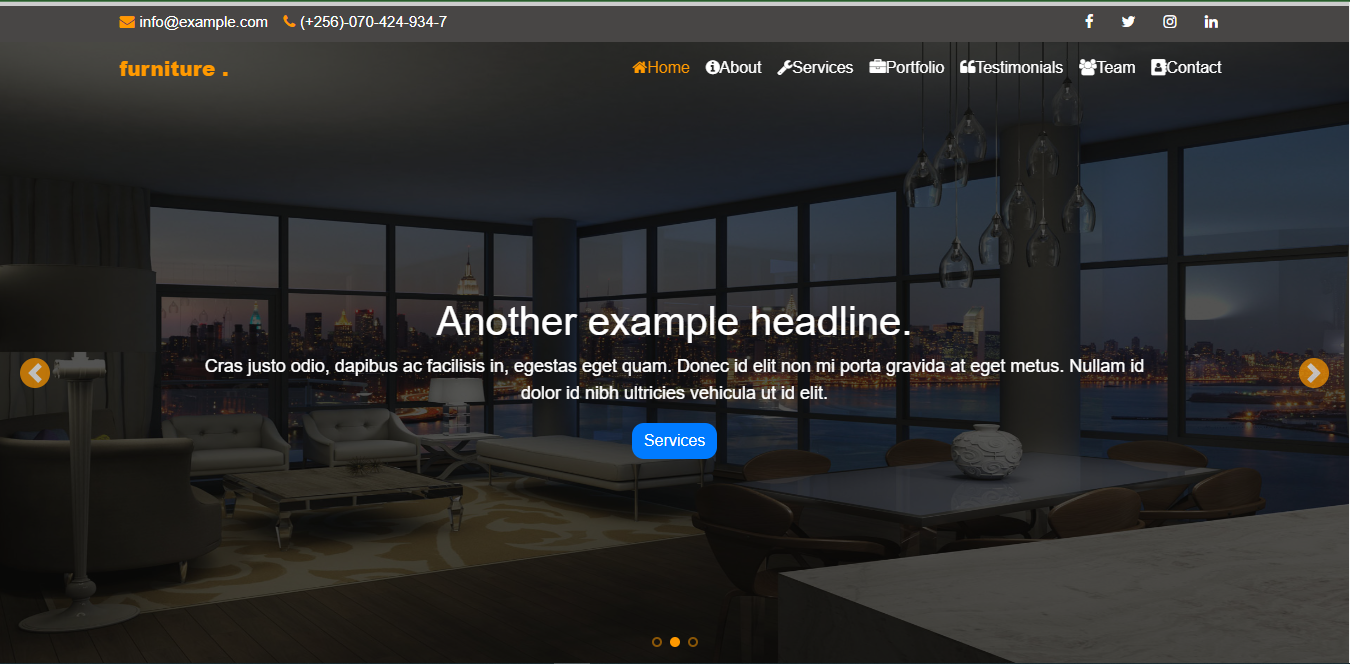 info@example.com (+256)-070-424-934-7
furniture .
Home About Services Portfolio Testimonials Team Contact
Another example headline.
Cras justo odio, dapibus ac facilisis in, egestas eget quam. Donec id elit non mi porta gravida at eget metus. Nullam id
dolor id nibh ultricies vehicula ut id elit.
Services